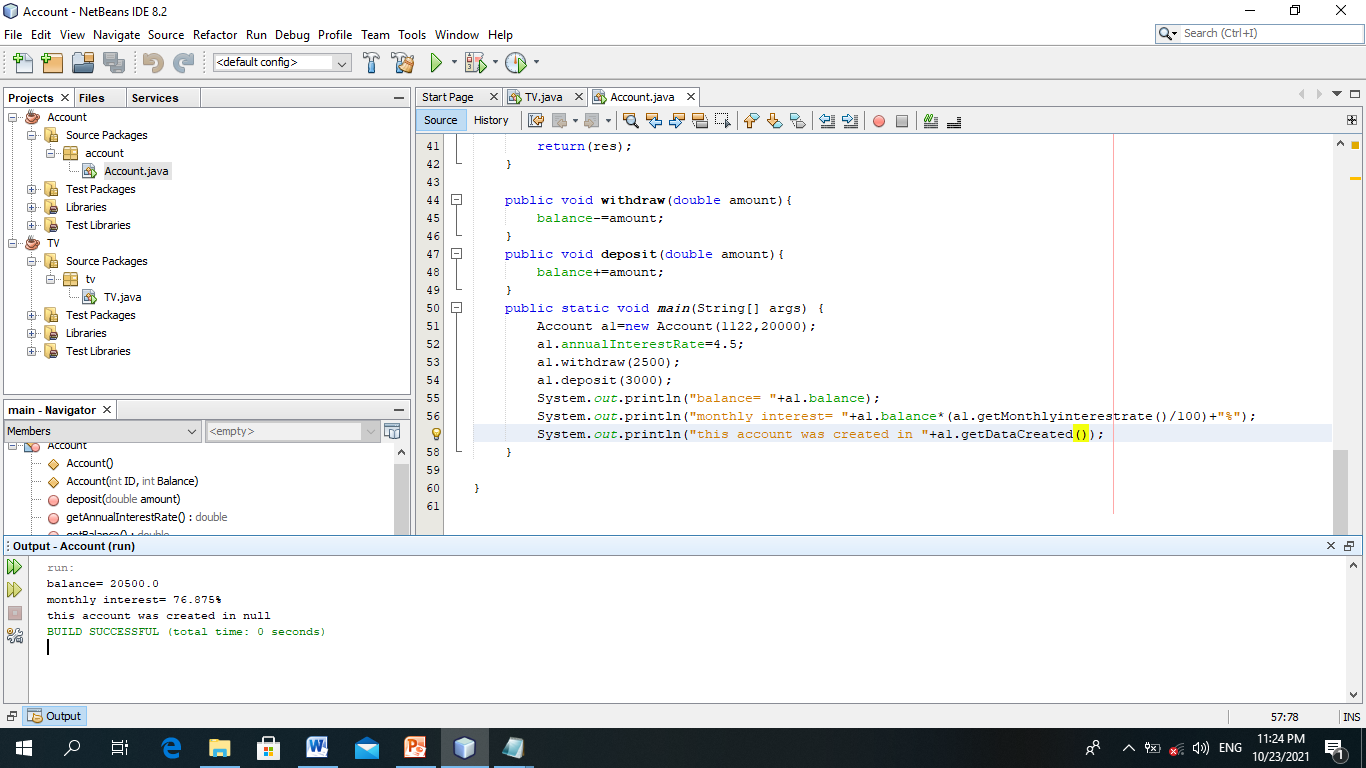 Account - NetBeans IDE 8.2
File Edit View Navigate Source Refactor Run Debug Profile Team Tools Window Help
Search (Ctrl+I)
<default config>
Projects Files Services
Account
Source Packages
account
Account.java
Test Packages
Libraries
Test Libraries
TV
Source Packages
tv
TV.java
Test Packages
Libraries
Test Libraries
main - Navigator
Members <empty>
Account
Account()
Account(int ID, int Balance)
deposit(double amount)
getAnnualInterestRate() : double
getBalance() : double
Start Page TV.java Account.java
Source History
41 return(res);
42 }
43
44 public void withdraw(double amount){
45 balance-=amount;
46 }
47 public void deposit(double amount){
48 balance+=amount;
49 }
50 public static void main(String[] args) {
51 Account a1=new Account(1122,20000);
52 a1.annualInterestRate=4.5;
53 a1.withdraw(2500);
54 a1.deposit(3000);
55 System.out.println("balance= "+a1.balance);
56 System.out.println("monthly interest= "+a1.balance*(a1.getMonthlyinterestrate()/100)+"%");
System.out.println("this account was created in "+a1.getDataCreated());
58 }
59
60 }
61
Output - Account (run)
run:
balance= 20500.0
monthly interest= 76.875%
this account was created in null
BUILD SUCCESSFUL (total time: 0 seconds)
Output
57:78 INS
ENG
11:24 PM
10/23/2021
1